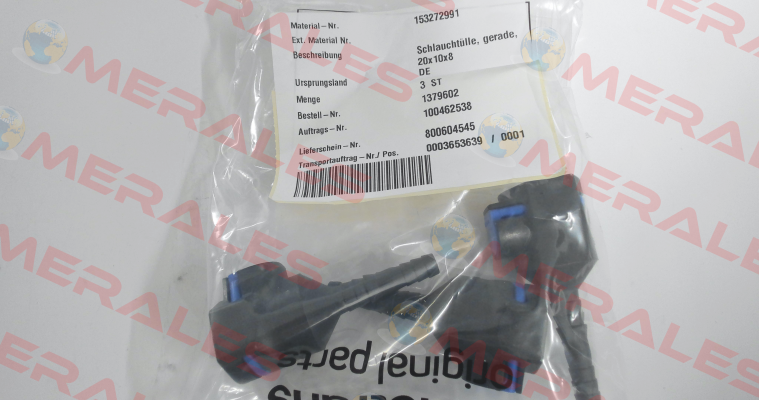 Material-Nr. 153272991
Ext. Material Nr.
Beschreibung Schlauchtülle, gerade,
20x10x8
Ursprungsland DE
Menge 3 ST
Bestell-Nr. 1379602
Auftrags-Nr. 100462538
Lieferschein-Nr. 800604545
Transportauftrag-Nr./ Pos. 0003653639 / 0001
original parts
MERALES
MERALES
MERALES
MERALES
MERALES
MERALES